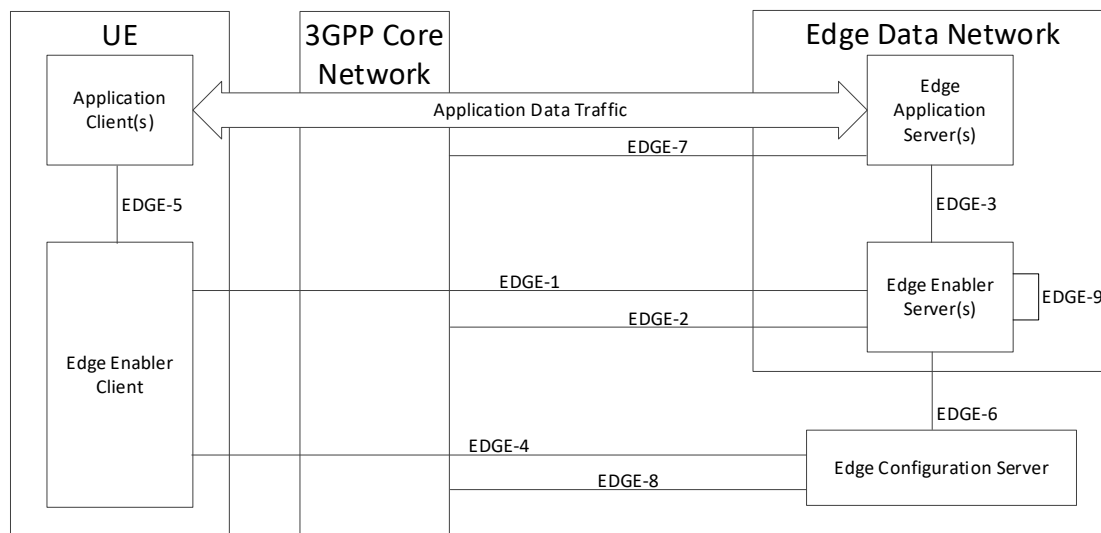 UE
3GPP Core
Network
Edge Data Network
Application
Client(s)
Application Data Traffic
Edge
Application
Server(s)
EDGE-7
EDGE-5
EDGE-3
EDGE-1
EDGE-2
Edge Enabler
Server(s)
EDGE-9
Edge Enabler
Client
EDGE-6
EDGE-4
EDGE-8
Edge Configuration Server